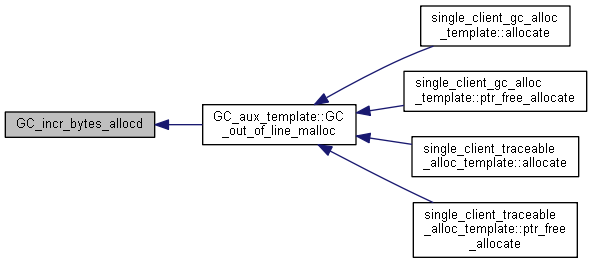 single_client_gc_alloc
_template::allocate
single_client_gc_alloc
_template::ptr_free_allocate
GC_incr_bytes_allocd
GC_aux_template::GC
_out_of_line_malloc
single_client_traceable
_alloc_template::allocate
single_client_traceable
_alloc_template::ptr_free
_allocate